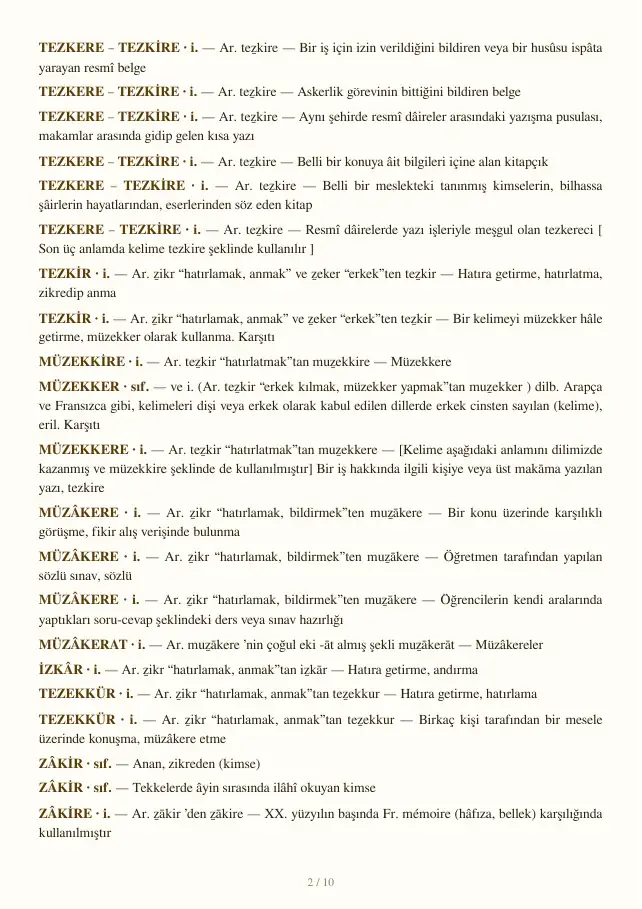 TEZKERE – TEZKİRE · i. — Ar. teẕkire — Bir iş için izin verildiğini bildiren veya bir husûsu ispâta
yarayan resmî belge
TEZKERE – TEZKİRE · i. — Ar. teẕkire — Askerlik görevinin bittiğini bildiren belge
TEZKERE – TEZKİRE · i. — Ar. teẕkire — Aynı şehirde resmî dâireler arasındaki yazışma pusulası,
makamlar arasında gidip gelen kısa yazı
TEZKERE – TEZKİRE · i. — Ar. teẕkire — Belli bir konuya âit bilgileri içine alan kitapçık
TEZKERE – TEZKİRE · i. — Ar. teẕkire — Belli bir meslekteki tanınmış kimselerin, bilhassa
şâirlerin hayatlarından, eserlerinden söz eden kitap
TEZKERE – TEZKİRE · i. — Ar. teẕkire — Resmî dâirelerde yazı işleriyle meşgul olan tezkereci [
Son üç anlamda kelime tezkire şeklinde kullanılır ]
TEZKİR · i. — Ar. ẕikr “hatırlamak, anmak” ve ẕeker “erkek”ten teẕkіr — Hatıra getirme, hatırlatma,
zikredip anma
TEZKİR · i. — Ar. ẕikr “hatırlamak, anmak” ve ẕeker “erkek”ten teẕkіr — Bir kelimeyi müzekker hâle
getirme, müzekker olarak kullanma. Karşıtı
MÜZEKKİRE · i. — Ar. teẕkіr “hatırlatmak”tan muẕekkire — Müzekkere
MÜZEKKER · sıf. — ve i. (Ar. teẕkіr “erkek kılmak, müzekker yapmak”tan muẕekker ) dilb. Arapça
ve Fransızca gibi, kelimeleri dişi veya erkek olarak kabul edilen dillerde erkek cinsten sayılan (kelime),
eril. Karşıtı
MÜZEKKERE · i. — Ar. teẕkіr “hatırlatmak”tan muẕekkere — [Kelime aşağıdaki anlamını dilimizde
kazanmış ve müzekkire şeklinde de kullanılmıştır] Bir iş hakkında ilgili kişiye veya üst makāma yazılan
yazı, tezkire
MÜZÂKERE · i. — Ar. ẕikr “hatırlamak, bildirmek”ten muẕākere — Bir konu üzerinde karşılıklı
görüşme, fikir alış verişinde bulunma
MÜZÂKERE · i. — Ar. ẕikr “hatırlamak, bildirmek”ten muẕākere — Öğretmen tarafından yapılan
sözlü sınav, sözlü
MÜZÂKERE · i. — Ar. ẕikr “hatırlamak, bildirmek”ten muẕākere — Öğrencilerin kendi aralarında
yaptıkları soru-cevap şeklindeki ders veya sınav hazırlığı
MÜZÂKERAT · i. — Ar. muẕākere ’nin çoğul eki -āt almış şekli muẕākerāt — Müzâkereler
İZKÂR · i. — Ar. ẕikr “hatırlamak, anmak”tan iẕkār — Hatıra getirme, andırma
TEZEKKÜR · i. — Ar. ẕikr “hatırlamak, anmak”tan teẕekkur — Hatıra getirme, hatırlama
TEZEKKÜR · i. — Ar. ẕikr “hatırlamak, anmak”tan teẕekkur — Birkaç kişi tarafından bir mesele
üzerinde konuşma, müzâkere etme
ZÂKİR · sıf. — Anan, zikreden (kimse)
ZÂKİR · sıf. — Tekkelerde âyin sırasında ilâhî okuyan kimse
ZÂKİRE · i. — Ar. ẕākir ’den ẕākire — XX. yüzyılın başında Fr. mémoire (hâfıza, bellek) karşılığında
kullanılmıştır
2 / 10